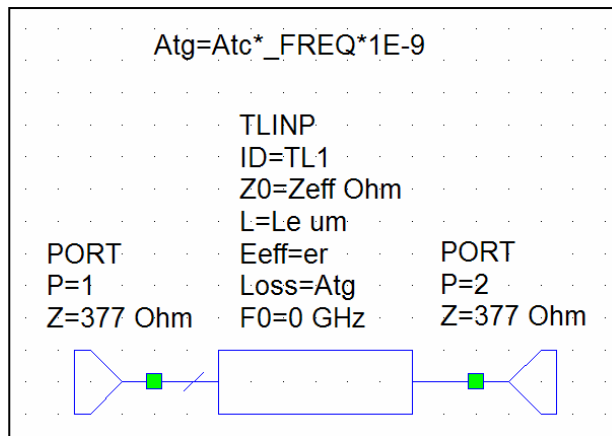 Atg=Atc*_FREQ*1E-9
TLINP
ID=TL1
Z0=Zeff Ohm
L=Le um
Eeff=er
Loss=Atg
F0=0 GHz
PORT
P=1
Z=377 Ohm
PORT
P=2
Z=377 Ohm